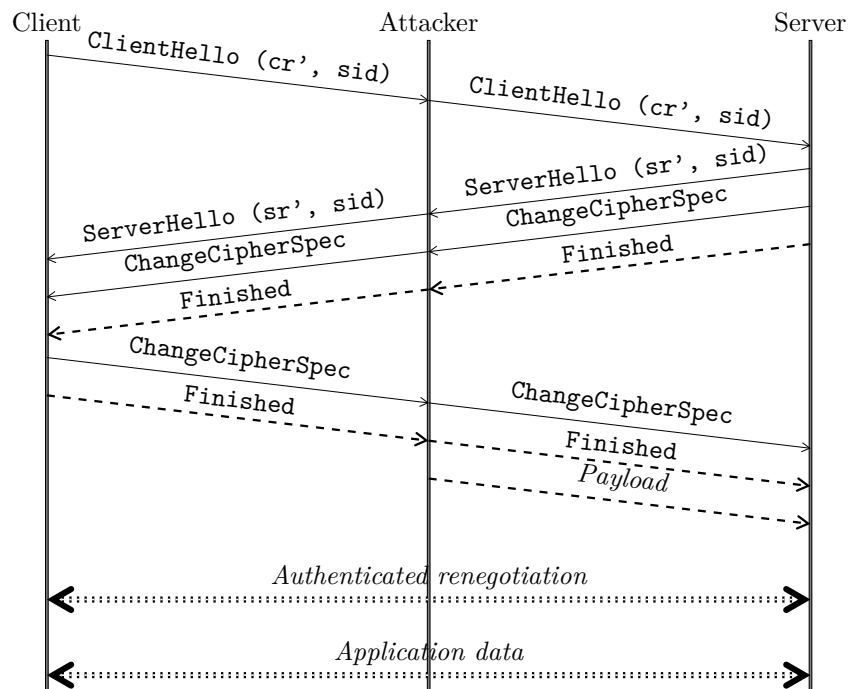 Client Attacker Server
ClientHello (cr', sid)
ClientHello (cr', sid)
ServerHello (sr', sid)
ServerHello (sr', sid)
ChangeCipherSpec
ChangeCipherSpec
Finished
Finished
ChangeCipherSpec
Finished
ChangeCipherSpec
Finished
Payload
Authenticated renegotiation
Application data